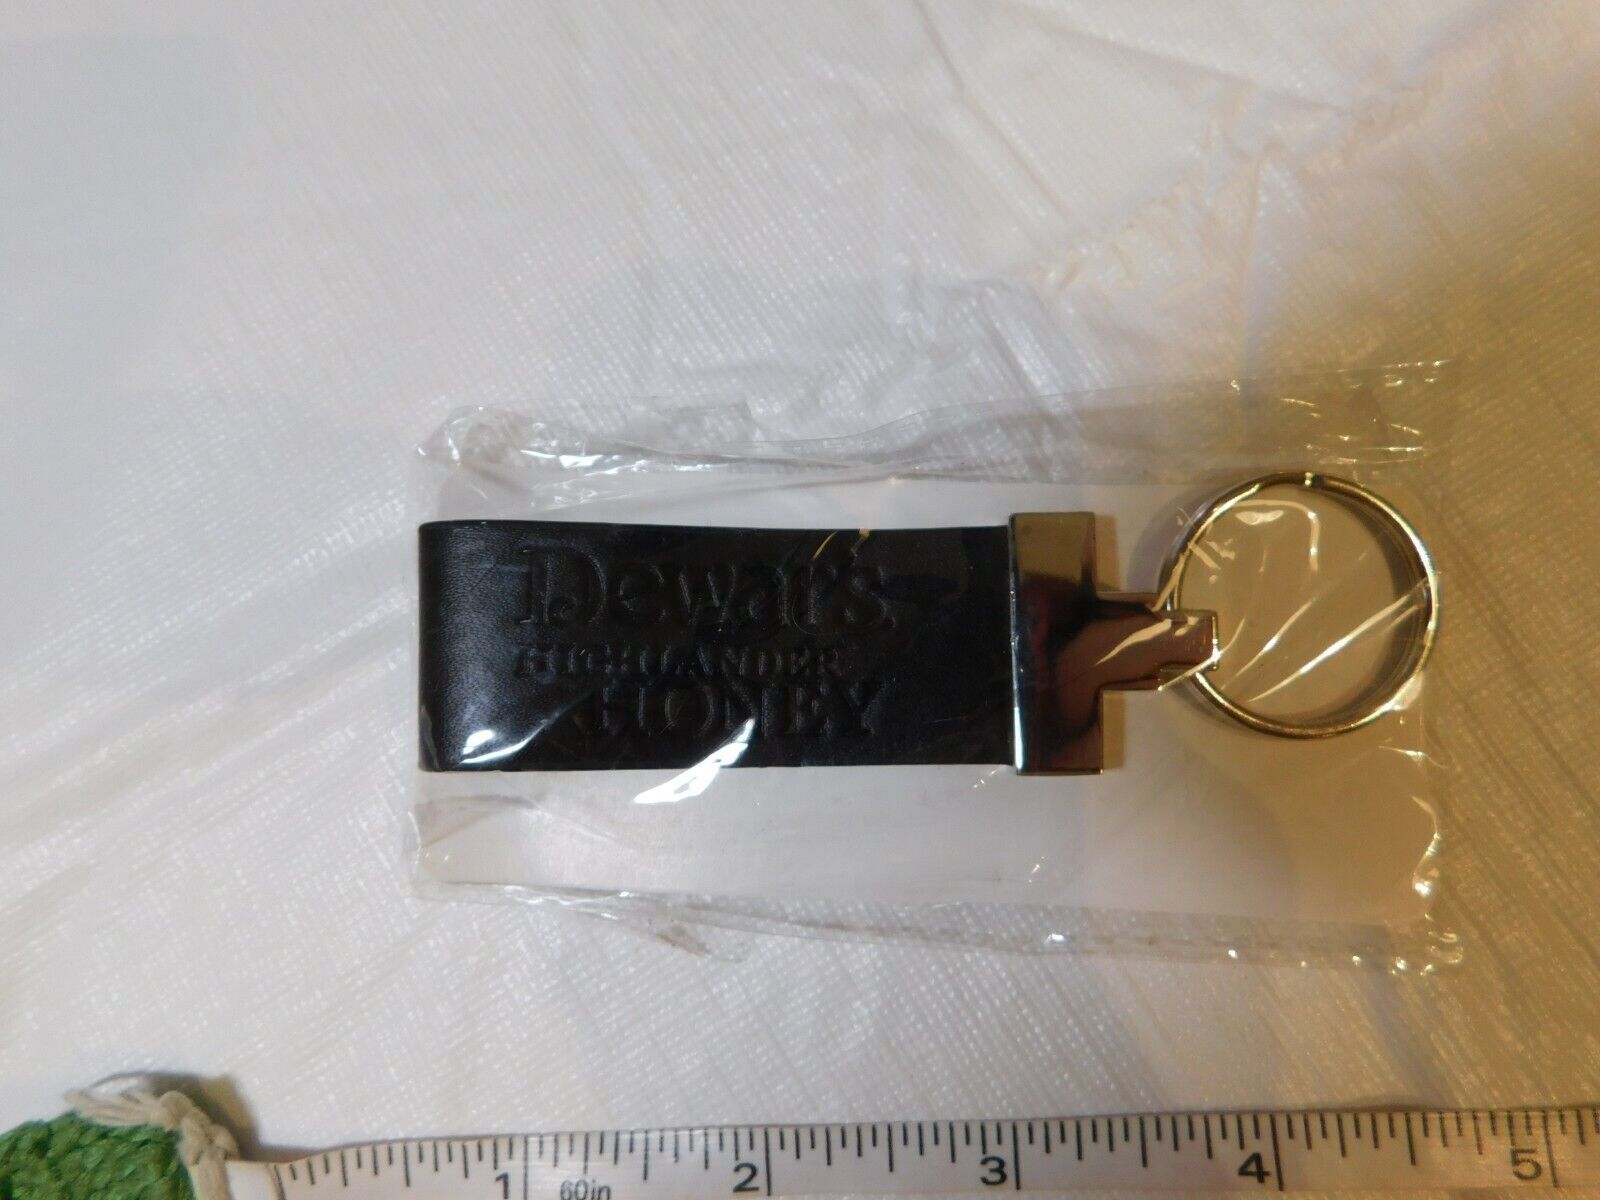 Dewar's
HIGHLANDER
HONEY
1 60in 2 3 4 5